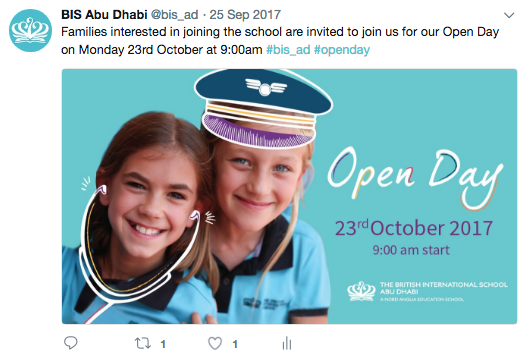 BIS Abu Dhabi @bis_ad · 25 Sep 2017
Families interested in joining the school are invited to join us for our Open Day
on Monday 23rd October at 9:00am #bis_ad #openday
Open Day
23rd October 2017
9:00 am start
THE BRITISH INTERNATIONAL SCHOOL
ABU DHABI
A NORD ANGLIA EDUCATION SCHOOL
1
1